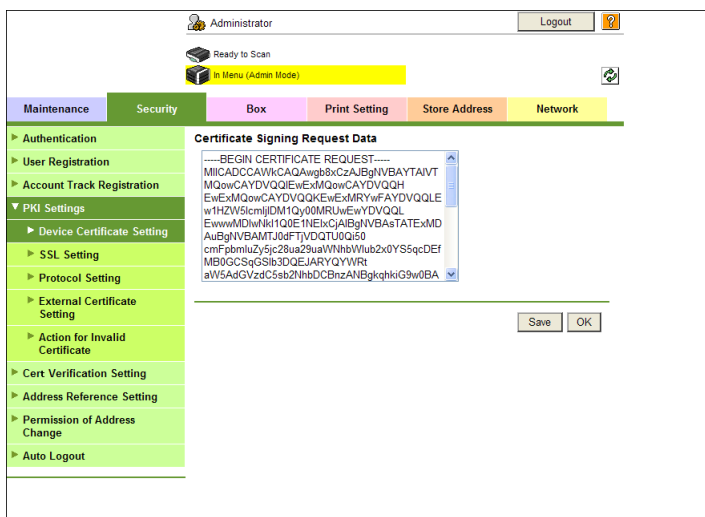 Administrator
Logout
?
Ready to Scan
In Menu (Admin Mode)
Maintenance
Security
Box
Print Setting
Store Address
Network
Authentication
User Registration
Account Track Registration
PKI Settings
Device Certificate Setting
SSL Setting
Protocol Setting
External Certificate
Setting
Action for Invalid
Certificate
Cert Verification Setting
Address Reference Setting
Permission of Address
Change
Auto Logout
Certificate Signing Request Data
-----BEGIN CERTIFICATE REQUEST-----
MIICADCCAWkCAQAwgb8xCzAJBgNVBAYTAlVT
MQowCAYDVQQIEwExMQowCAYDVQQH
EwExMQowCAYDVQQKEwExMRYwFAYDVQQLE
w1HZW5lcmljIDM1Qy00MRUwEwYDVQQL
EwwwMDIwNkI1Q0E1NEIxCjAIBgNVBAsTATExMD
AuBgNVBAMTJ0dFTjVDQTU0Qi50
cmFpbmluZy5jc28ua29uaWNhbWlub2x0YS5qcDEf
MB0GCSqGSIb3DQEJARYQYWRt
aW5AdGVzdC5sb2NhbDCBnzANBgkqhkiG9w0BA
Save
OK